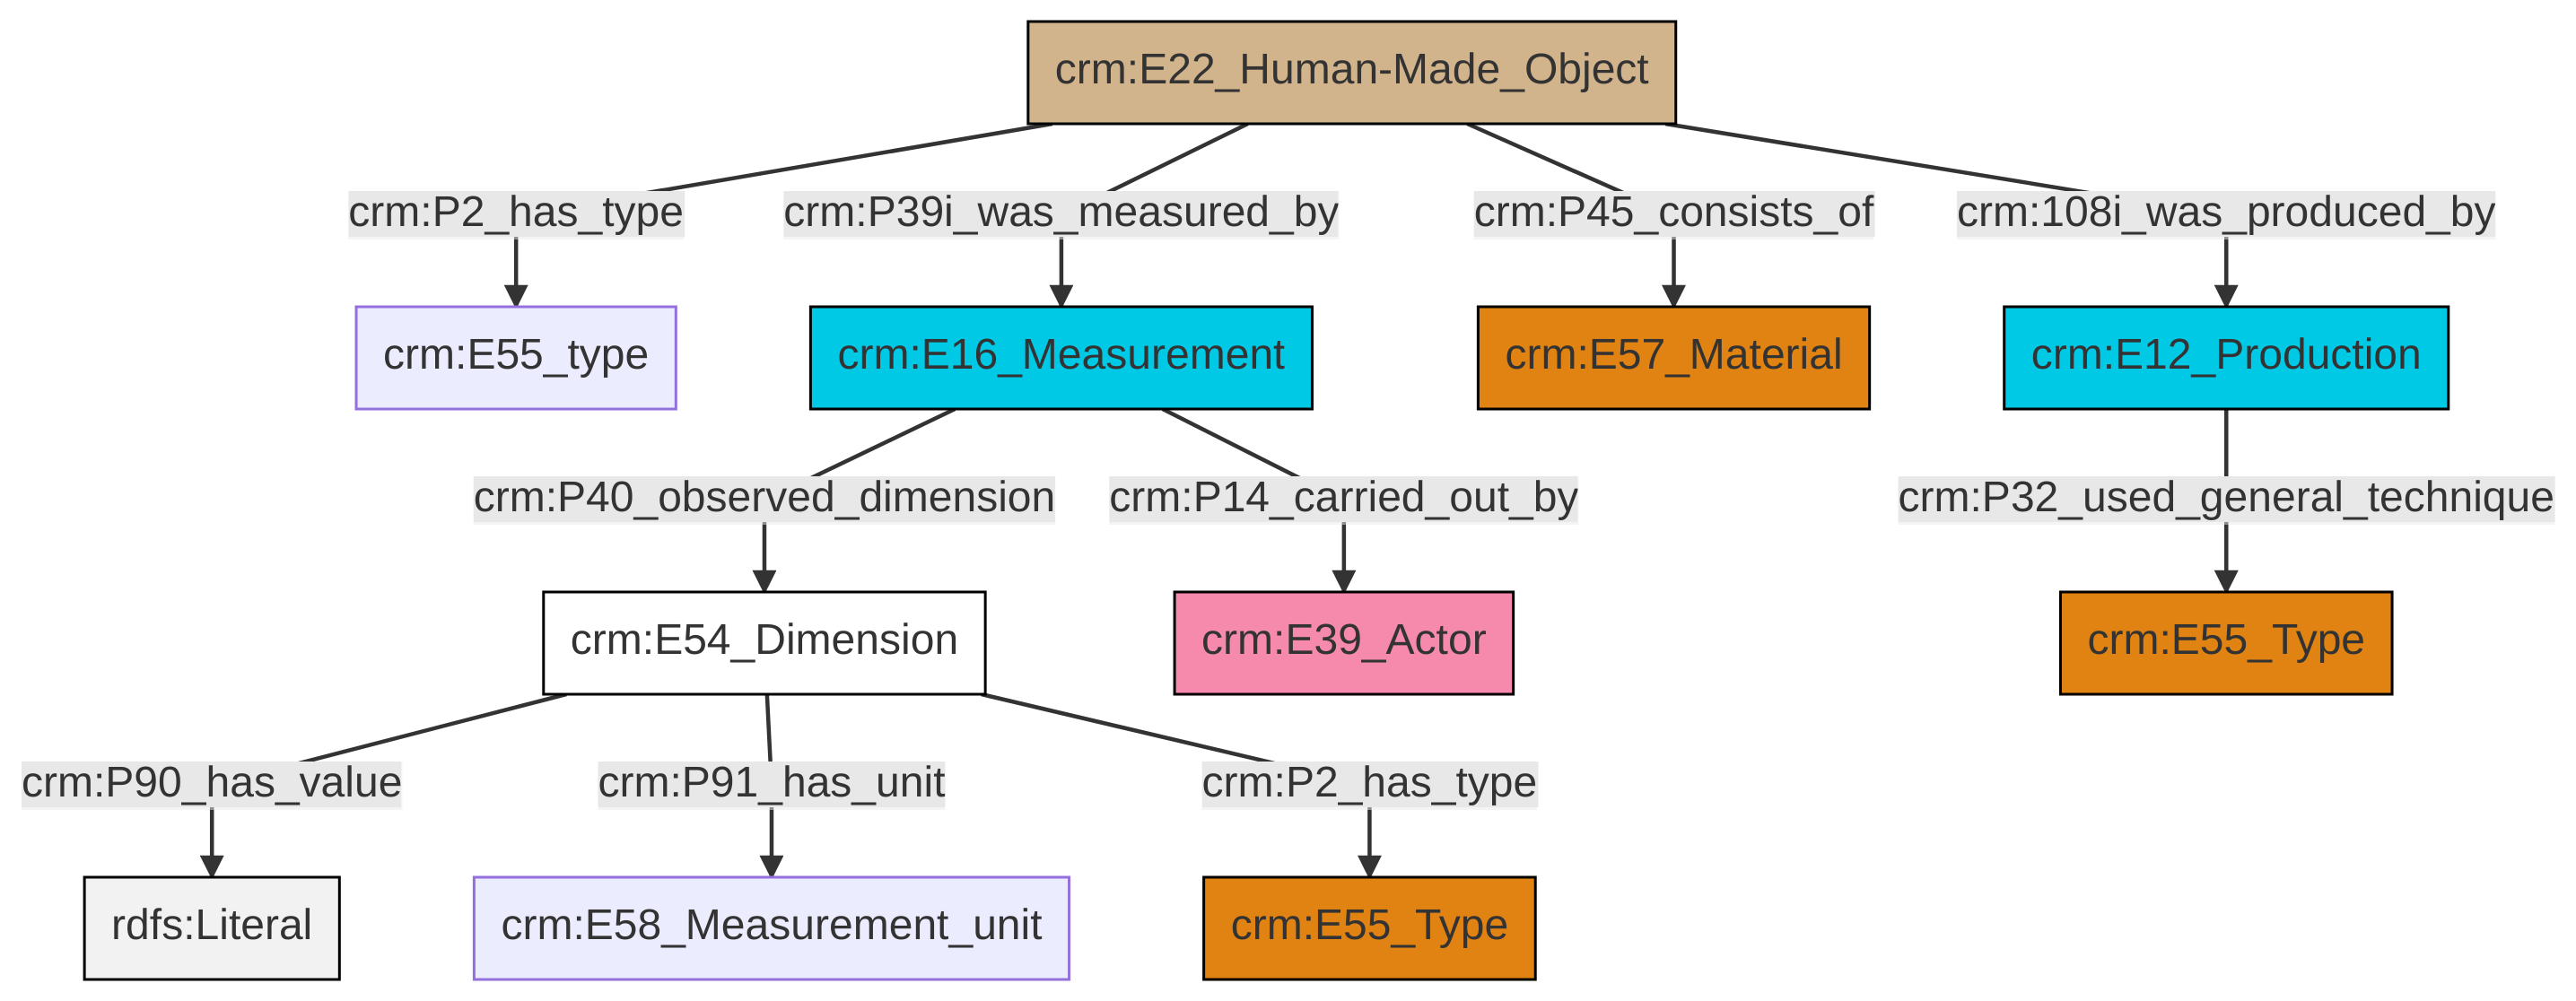 crm:E22_Human-Made_Object
crm:P2_has_type
crm:P39i_was_measured_by
crm:P45_consists_of
crm:108i_was_produced_by
crm:E55_type
crm:E16_Measurement
crm:E57_Material
crm:E12_Production
crm:P40_observed_dimension
crm:P14_carried_out_by
crm:P32_used_general_technique
crm:E54_Dimension
crm:E39_Actor
crm:E55_Type
crm:P90_has_value
crm:P91_has_unit
crm:P2_has_type
rdfs:Literal
crm:E58_Measurement_unit
crm:E55_Type